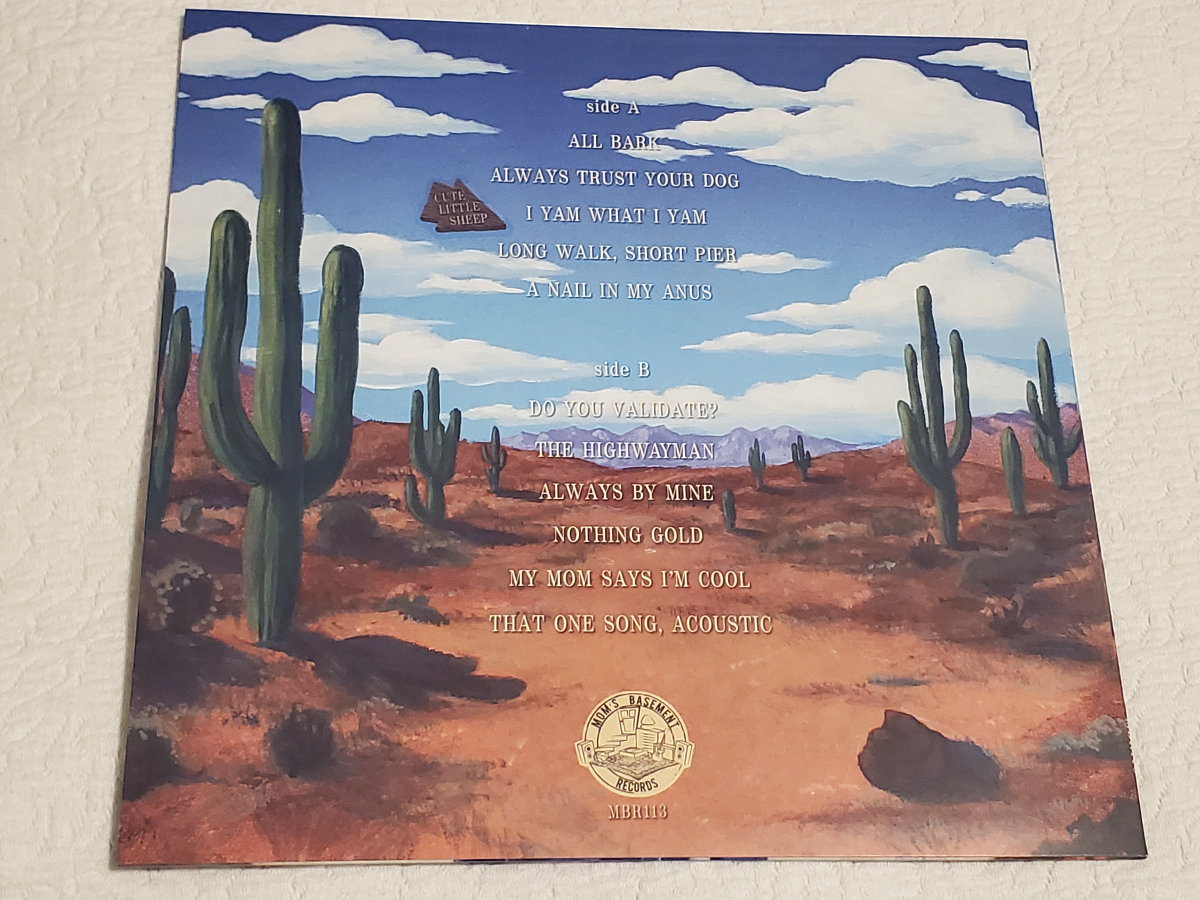 side A
ALL BARK
ALWAYS TRUST YOUR DOG
CUTE
LITTLE
SHEEP
I YAM WHAT I YAM
LONG WALK, SHORT PIER
A NAIL IN MY ANUS
side B
DO YOU VALIDATE?
THE HIGHWAYMAN
ALWAYS BY MINE
NOTHING GOLD
MY MOM SAYS I'M COOL
THAT ONE SONG, ACOUSTIC
MOM'S BASEMENT
RECORDS
MBR113